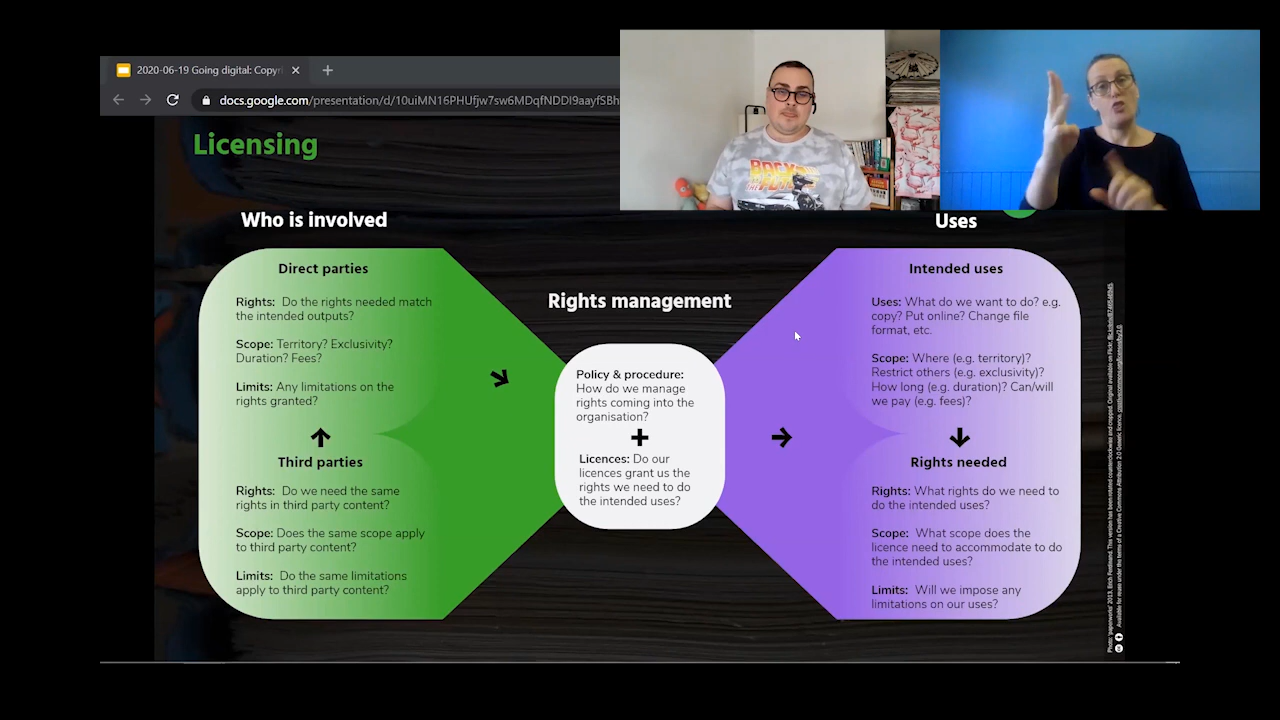 2020-06-19 Going digital: Copyr
docs.google.com/presentation/d/10uiMN16PHUfjw7sw6MDqfNDDI9aayfSBh
Licensing
Who is involved
Direct parties
Rights: Do the rights needed match
the intended outputs?
Scope: Territory? Exclusivity?
Duration? Fees?
Limits: Any limitations on the
rights granted?
Third parties
Rights: Do we need the same
rights in third party content?
Scope: Does the same scope apply
to third party content?
Limits: Do the same limitations
apply to third party content?
Rights management
Policy & procedure:
How do we manage
rights coming into the
organisation?
Licences: Do our
licences grant us the
rights we need to do
the intended uses?
Uses
Intended uses
Uses: What do we want to do? e.g.
copy? Put online? Change file
format, etc.
Scope: Where (e.g. territory)?
Restrict others (e.g. exclusivity)?
How long (e.g. duration)? Can/will
we pay (e.g. fees)?
Rights needed
Rights: What rights do we need to
do the intended uses?
Scope: What scope does the
licence need to accommodate to do
the intended uses?
Limits: Will we impose any
limitations on our uses?